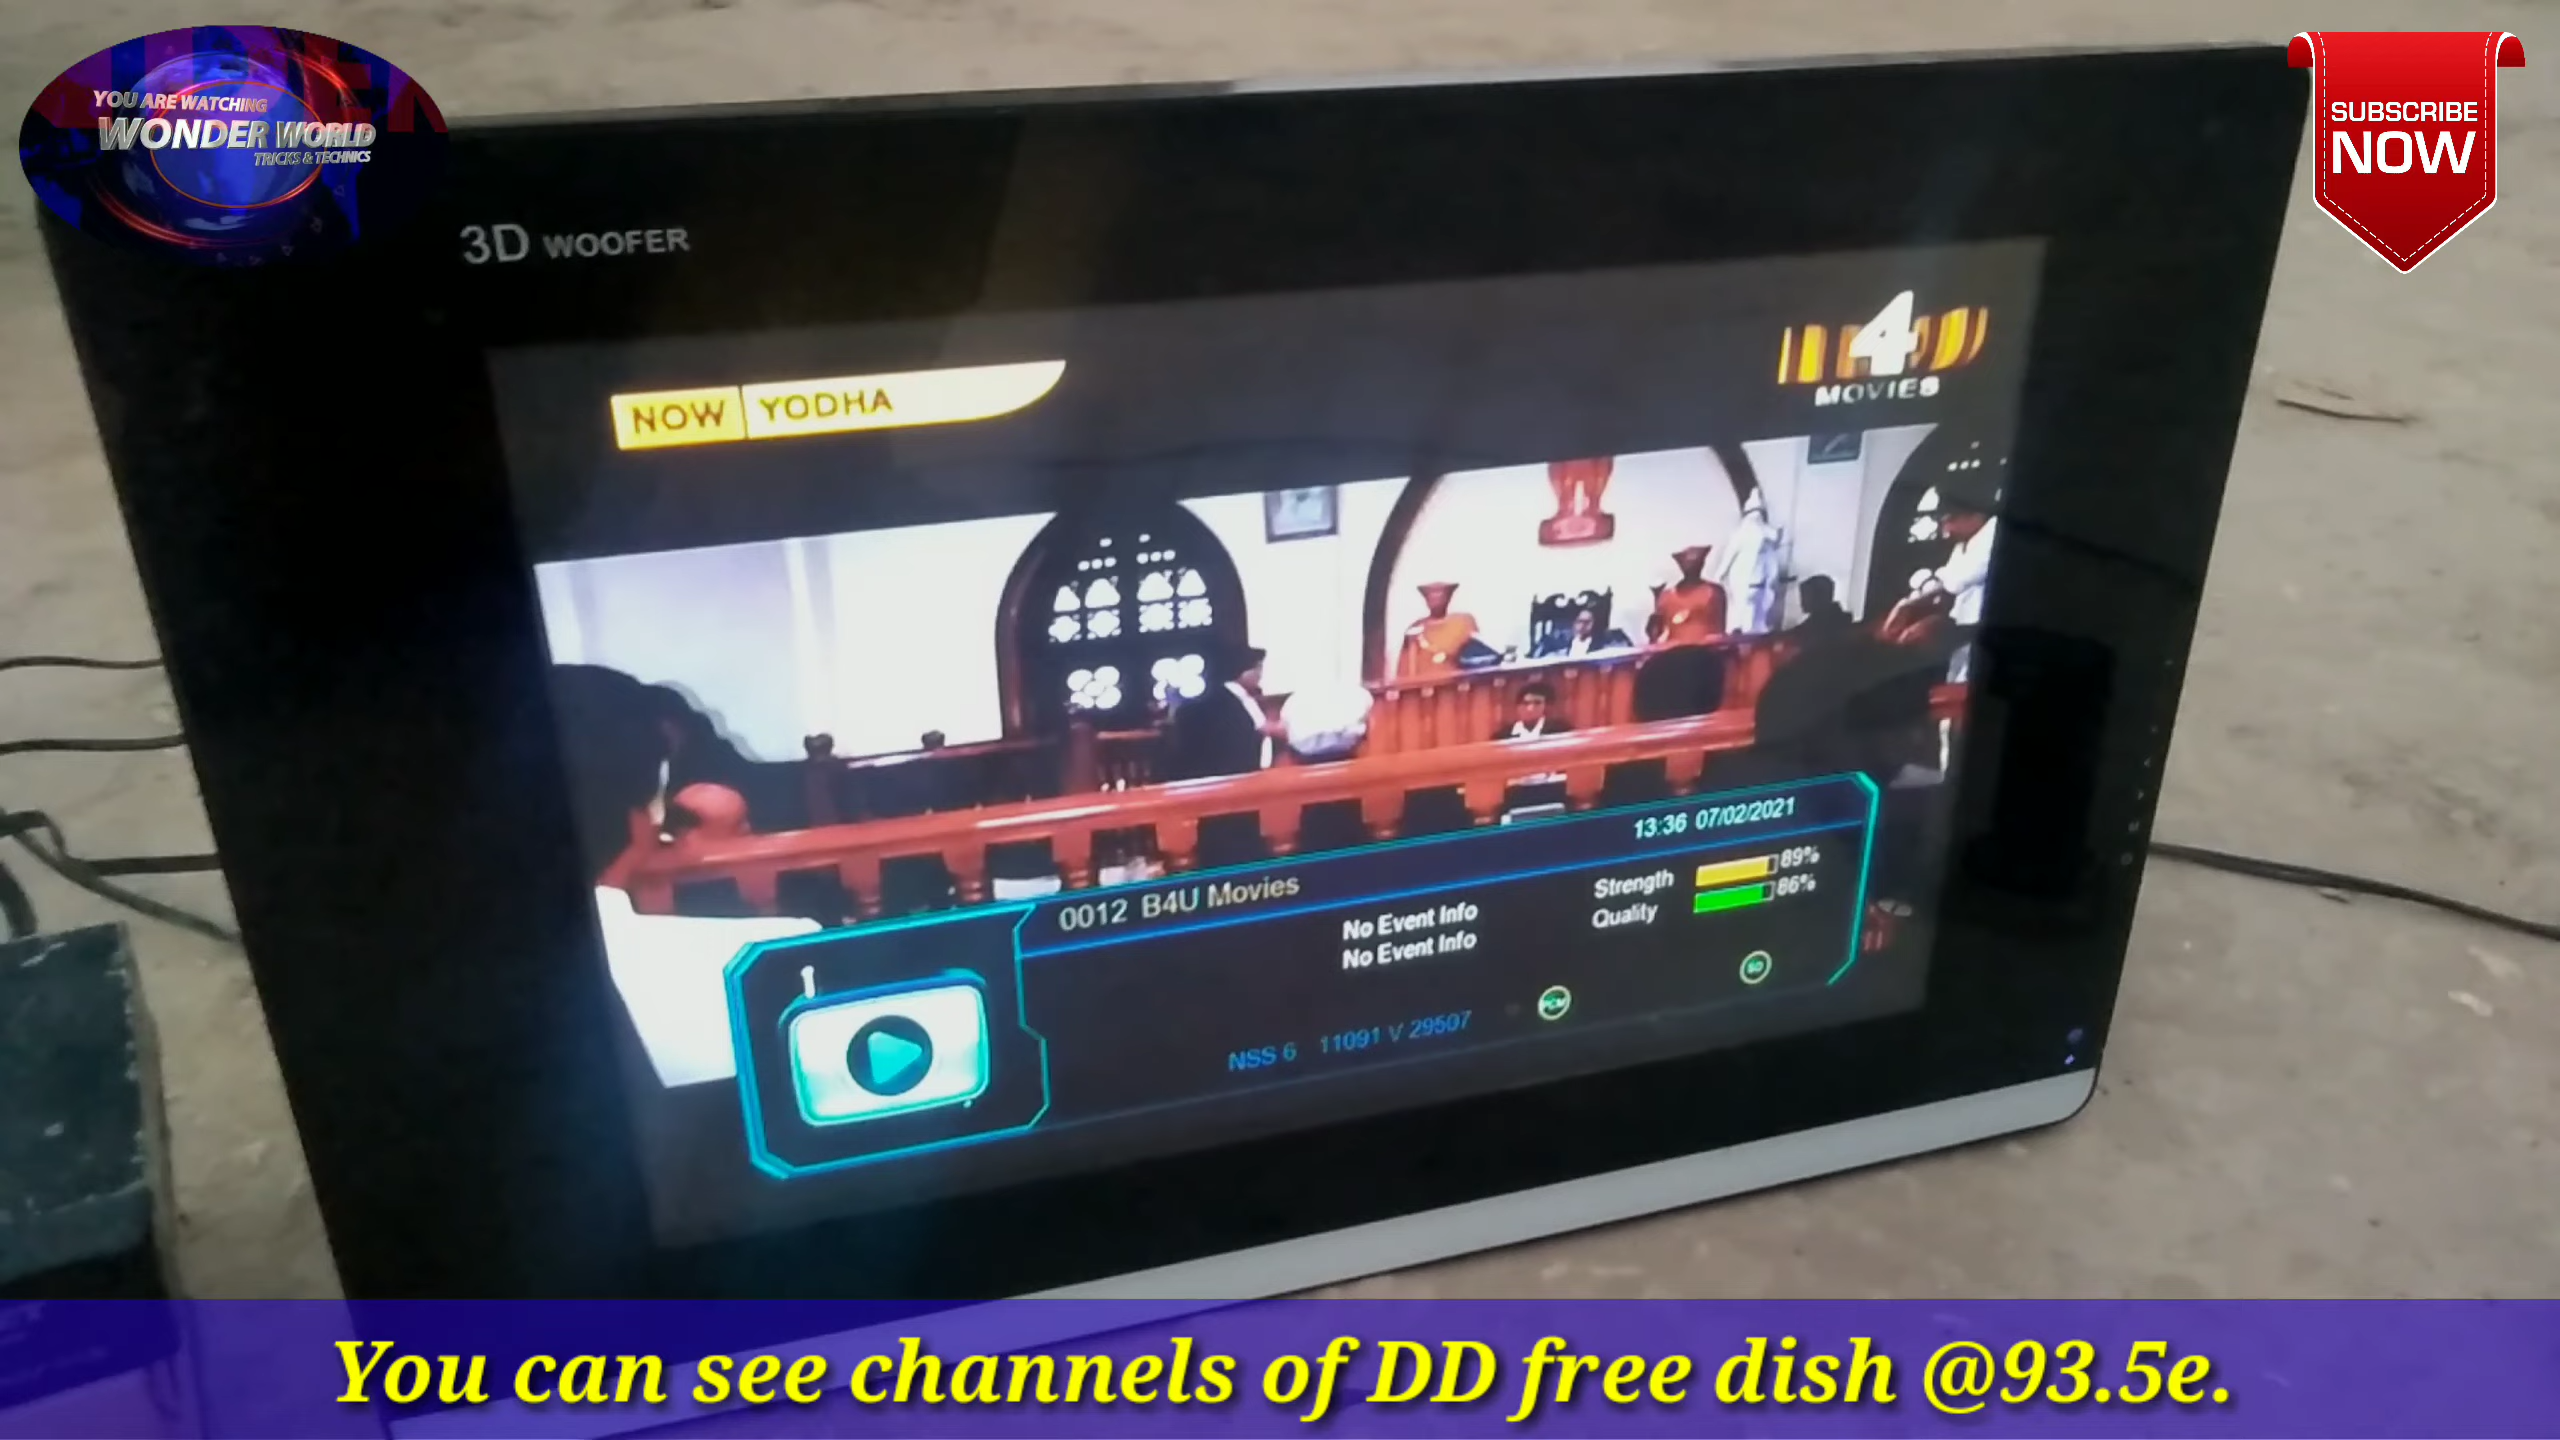 YOU ARE WATCHING
WONDER WORLD
TRICKS & TECHNICS
SUBSCRIBE
NOW
3D WOOFER
NOW YODHA
4
MOVIES
13:36 07/02/2021
0012 B4U Movies
No Event Info
No Event Info
Strength 89%
Quality 86%
NSS 6 11091 V 29507
PCM
SD
You can see channels of DD free dish @93.5e.